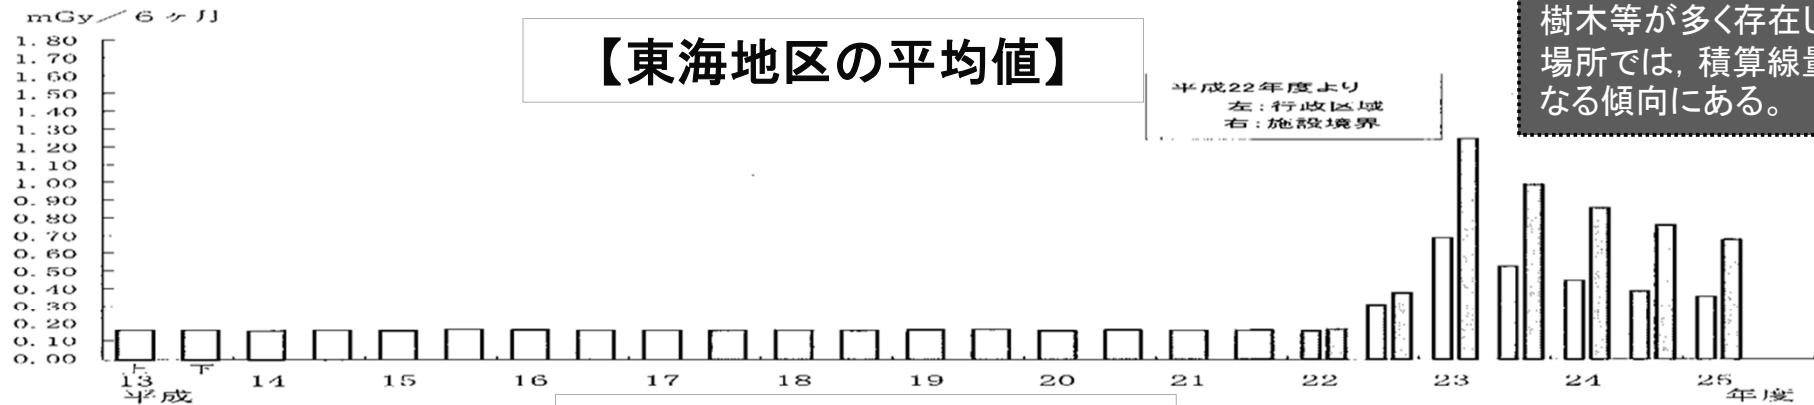 mGy／6ヶ月
【東海地区の平均値】
樹木等が多く存在し
場所では，積算線量
なる傾向にある。
平成22年度より
左：行政区域
右：施設境界
1.80
1.70
1.60
1.50
1.40
1.30
1.20
1.10
1.00
0.90
0.80
0.70
0.60
0.50
0.40
0.30
0.20
0.10
0.00
上 下
13 14 15 16 17 18 19 20 21 22 23 24 25
平成 年度